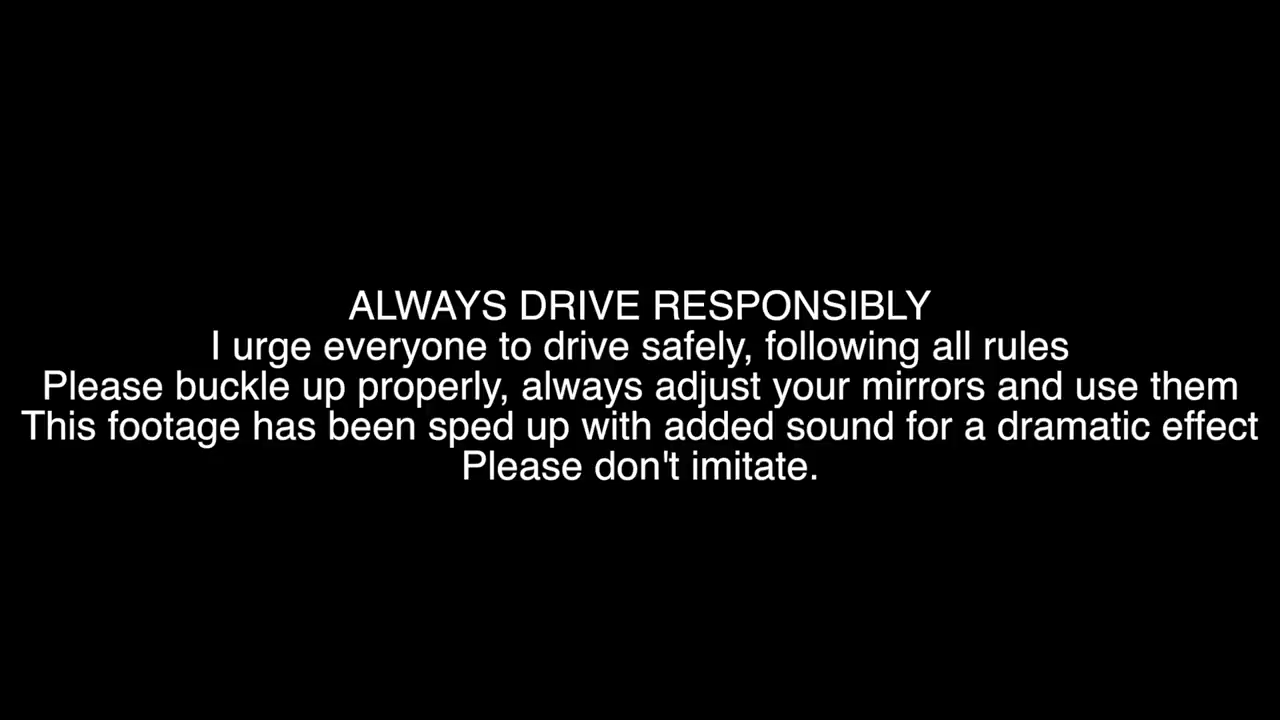 ALWAYS DRIVE RESPONSIBLY
I urge everyone to drive safely, following all rules
Please buckle up properly, always adjust your mirrors and use them
This footage has been sped up with added sound for a dramatic effect
Please don't imitate.